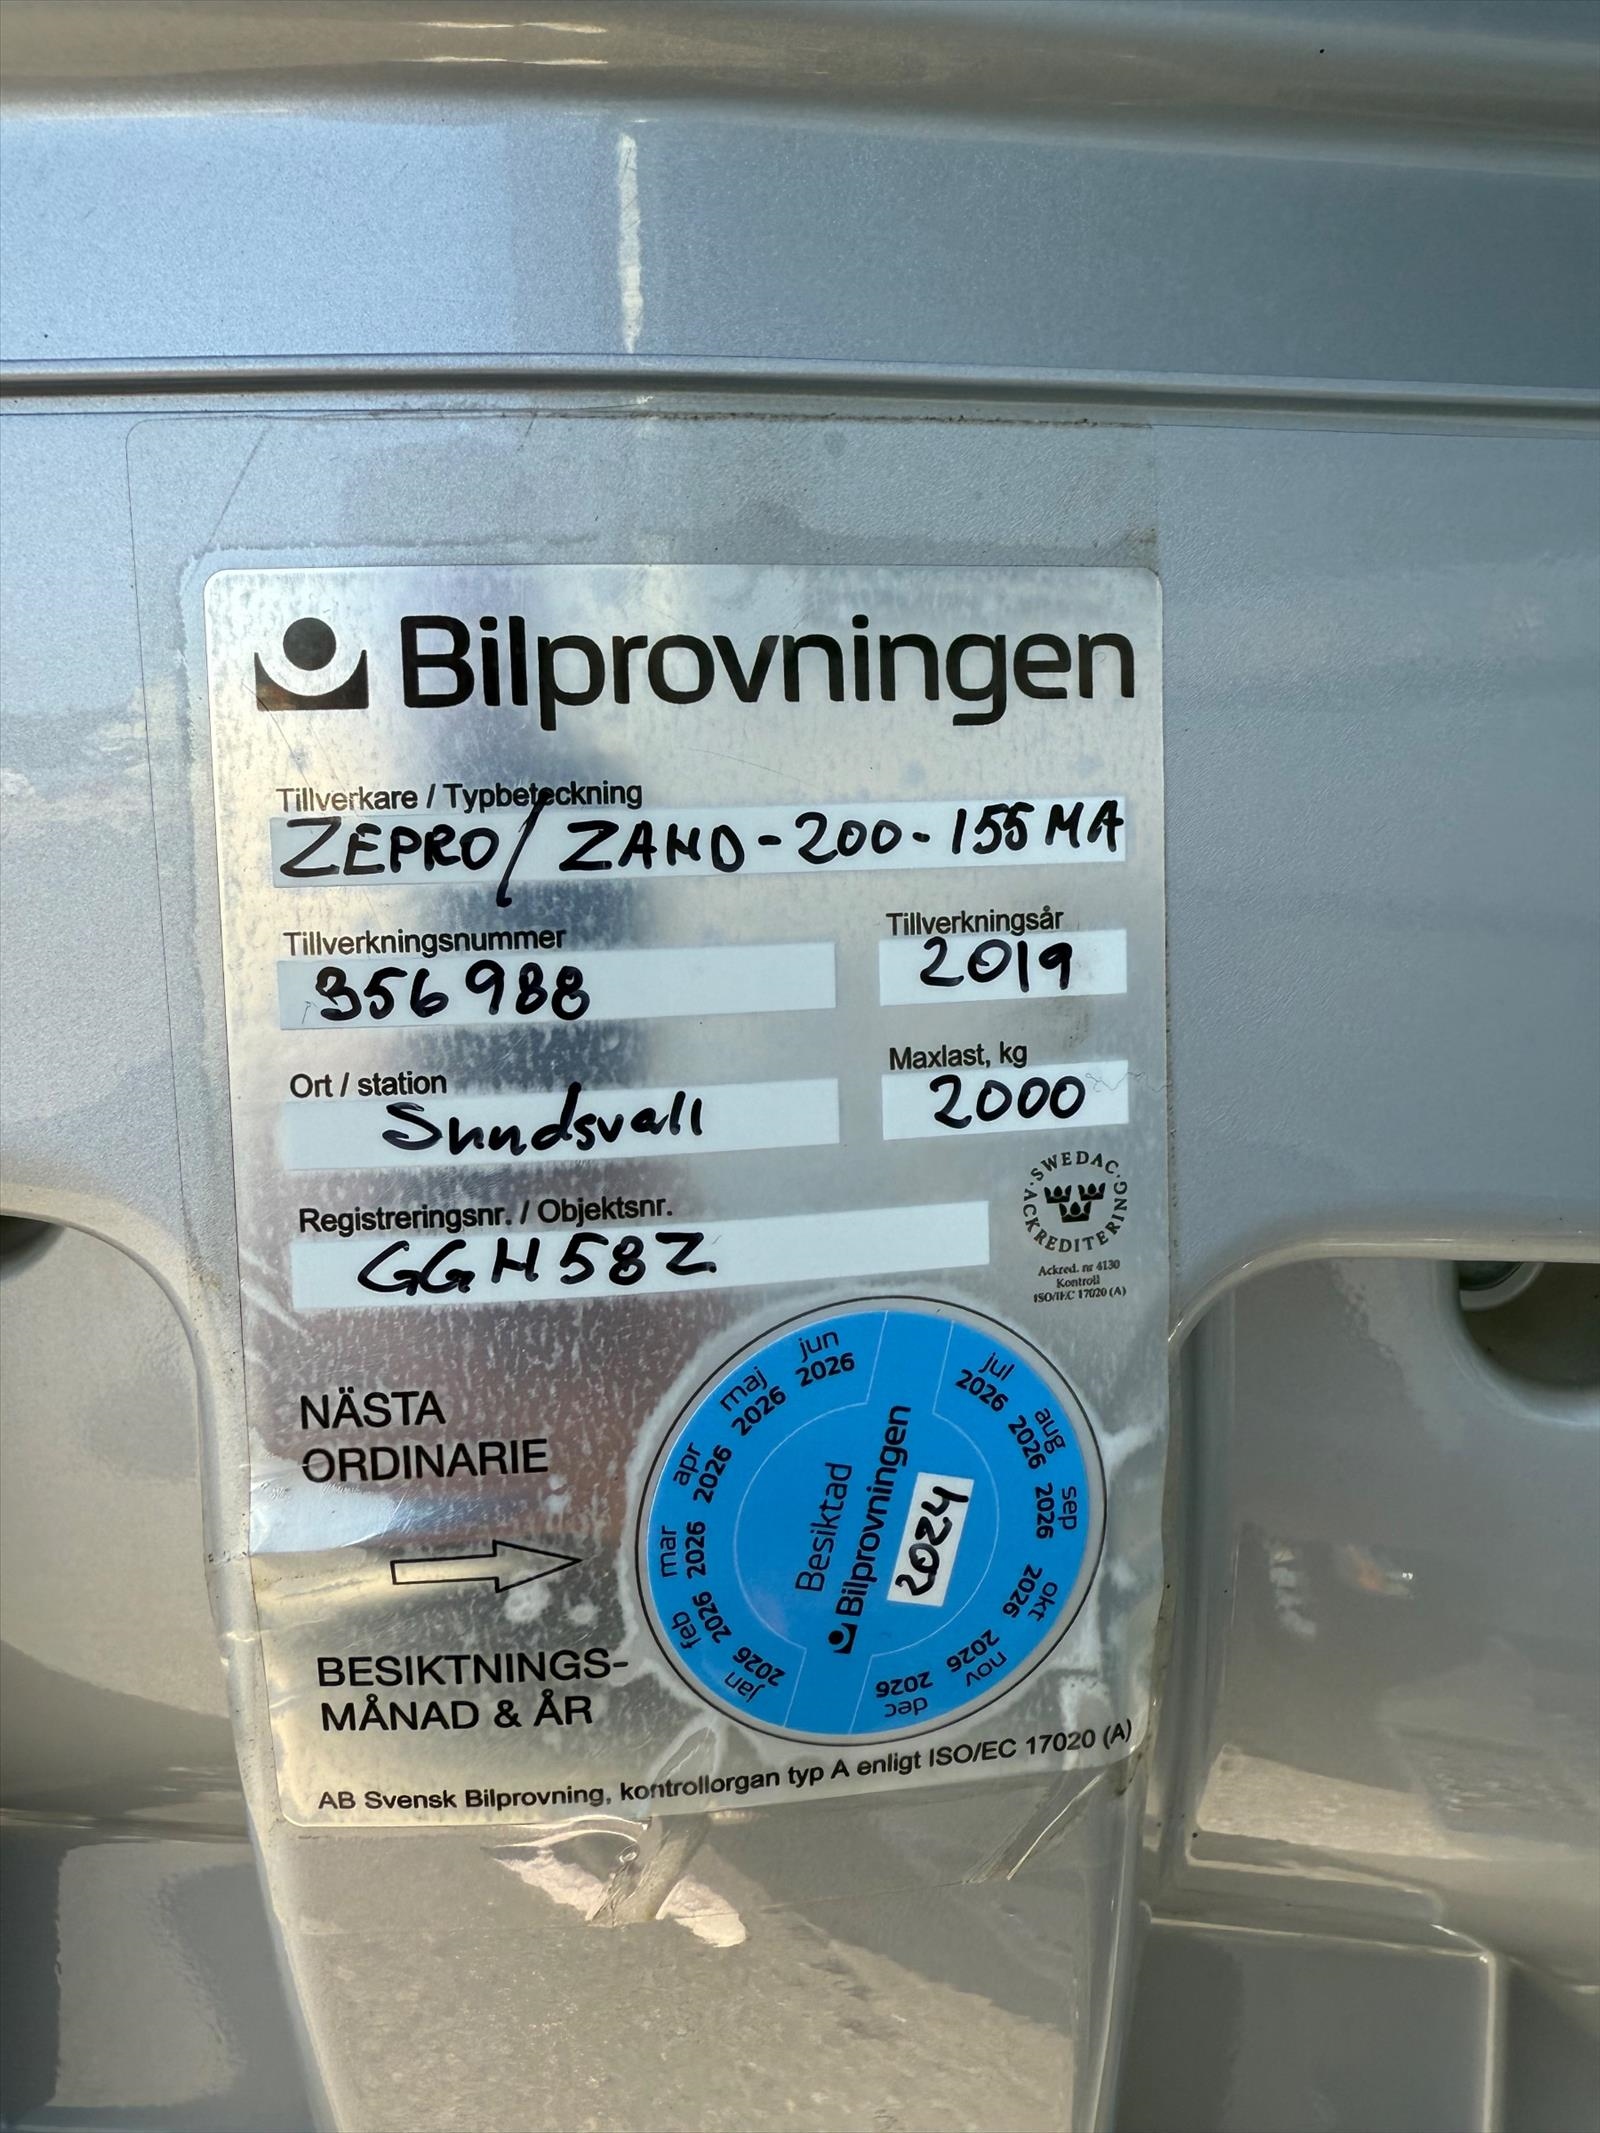 Bilprovningen
Tillverkare / Typbeteckning
ZEPRO / ZAND-200-155MA
Tillverkningsnummer
356988
Tillverkningsår
2019
Ort / station
Sundsvall
Maxlast, kg
2000
Registreringsnr. / Objektsnr.
GGH58Z
SWEDAC
ACKREDITERING
Ackred. nr 4130
Kontroll
ISO/IEC 17020 (A)
NÄSTA
ORDINARIE
BESIKTNINGS-
MÅNAD & ÅR
jan 2026
feb 2026
mar 2026
apr 2026
maj 2026
jun 2026
jul 2026
aug 2026
sep 2026
okt 2026
nov 2026
dec 2026
Besiktad
Bilprovningen
2024
AB Svensk Bilprovning, kontrollorgan typ A enligt ISO/EC 17020 (A)